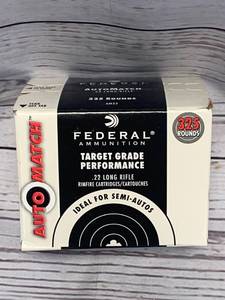 AUTOMATCH
325 ROUNDS
325
ROUNDS
FEDERAL
AMMUNITION
TARGET GRADE
PERFORMANCE
.22 LONG RIFLE
RIMFIRE CARTRIDGES/CARTOUCHES
IDEAL FOR SEMI-AUTOS
AUTOMATCH